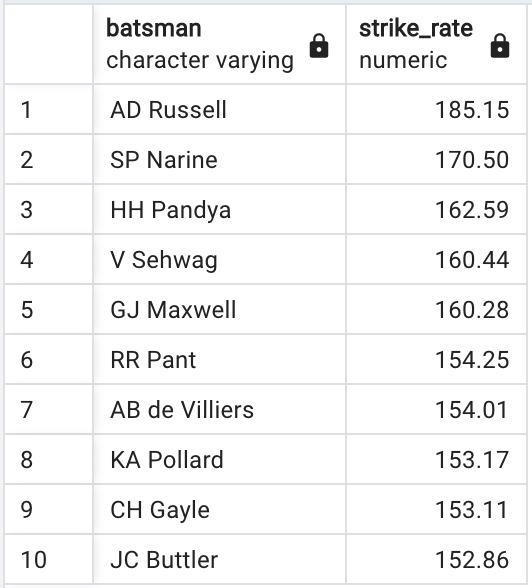 batsman strike_rate
character varying numeric
1 AD Russell 185.15
2 SP Narine 170.50
3 HH Pandya 162.59
4 V Sehwag 160.44
5 GJ Maxwell 160.28
6 RR Pant 154.25
7 AB de Villiers 154.01
8 KA Pollard 153.17
9 CH Gayle 153.11
10 JC Buttler 152.86